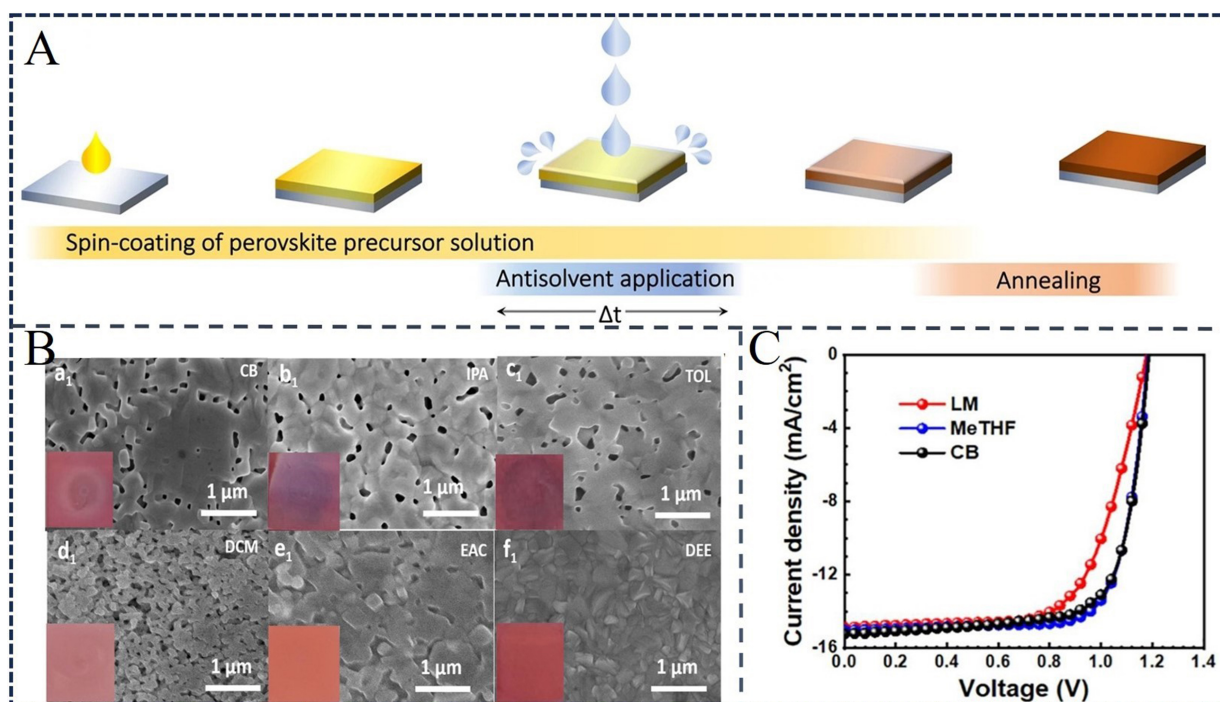 A
Spin-coating of perovskite precursor solution
Antisolvent application
Annealing
Δt
B
a1
CB
1 μm
b1
IPA
1 μm
c1
TOL
1 μm
d1
DCM
1 μm
e1
EAC
1 μm
f1
DEE
1 μm
C
Current density (mA/cm²)
0
-4
-8
-12
-16
LM
MeTHF
CB
0.0 0.2 0.4 0.6 0.8 1.0 1.2 1.4
Voltage (V)